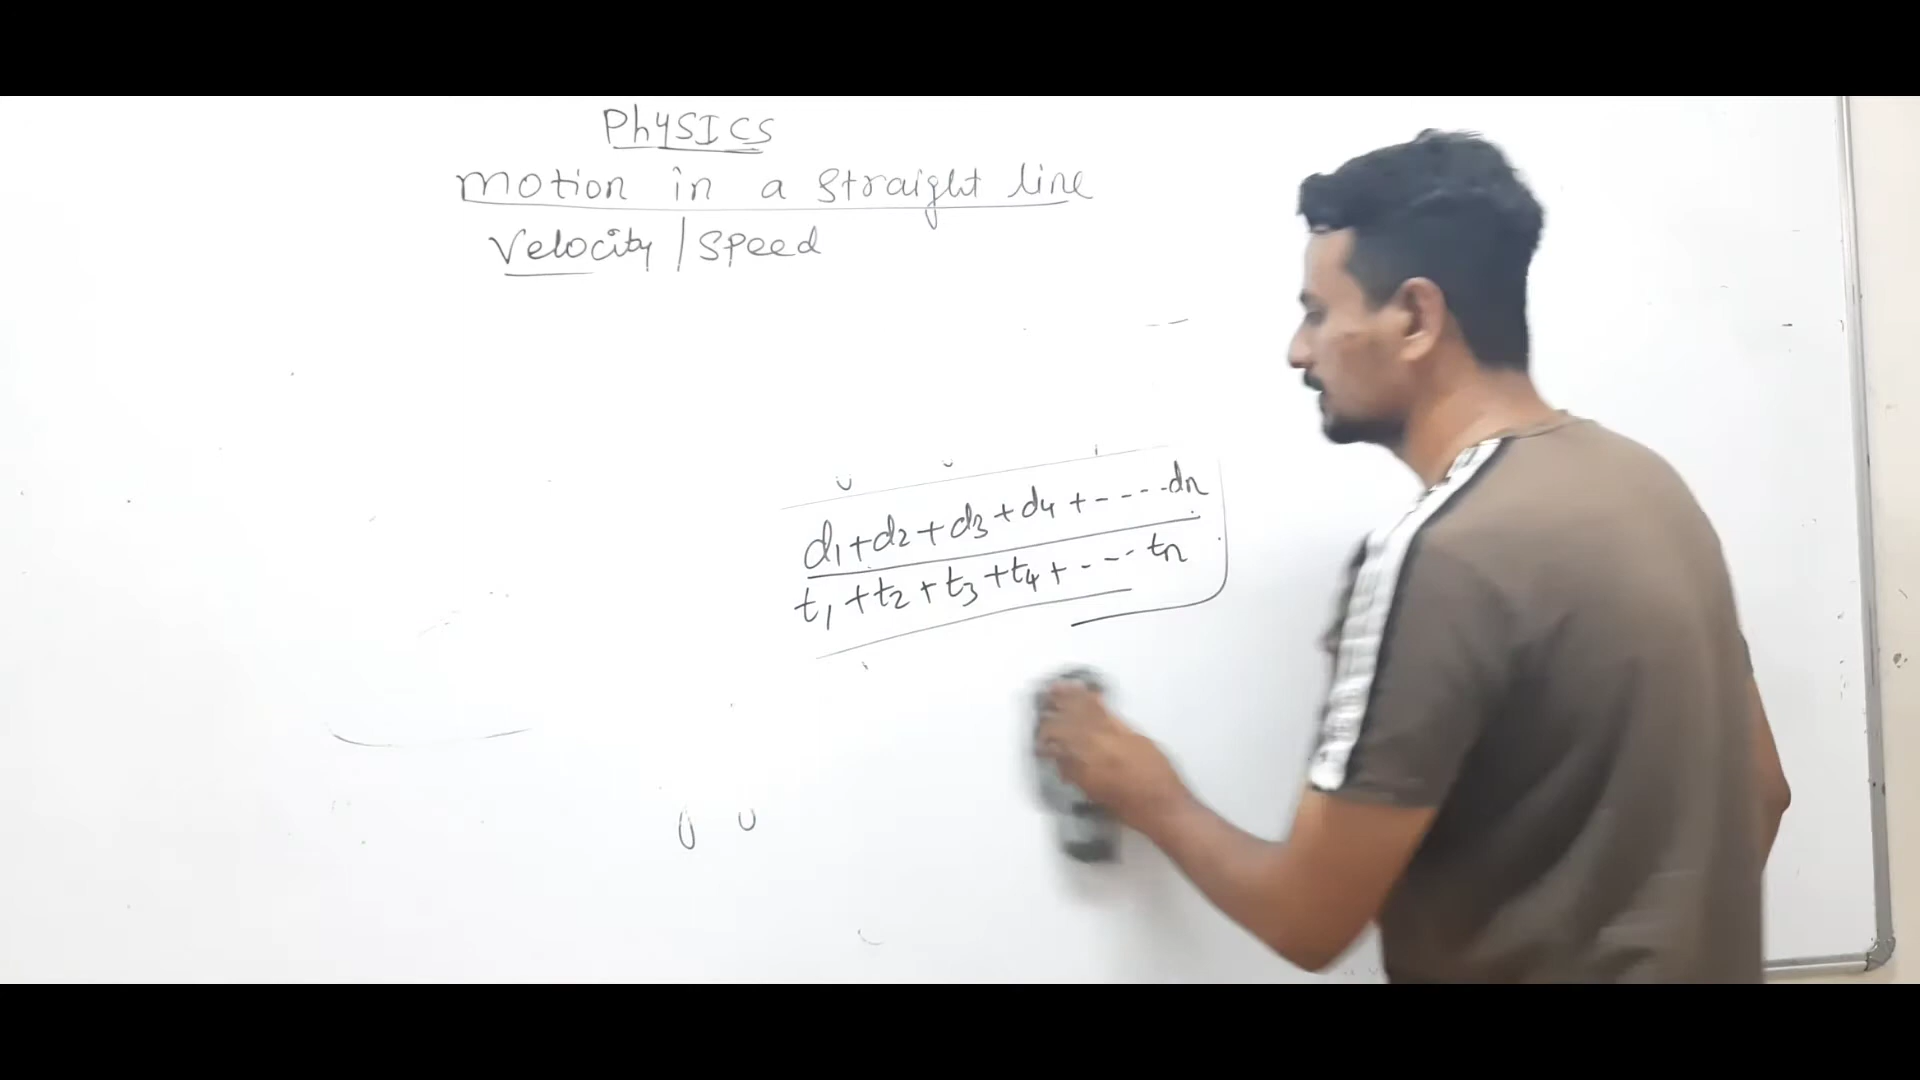 PhYSICS
motion in a straight line
Velocity / Speed
d1+d2+d3+d4+----dn
t1+t2+t3+t4+---tn